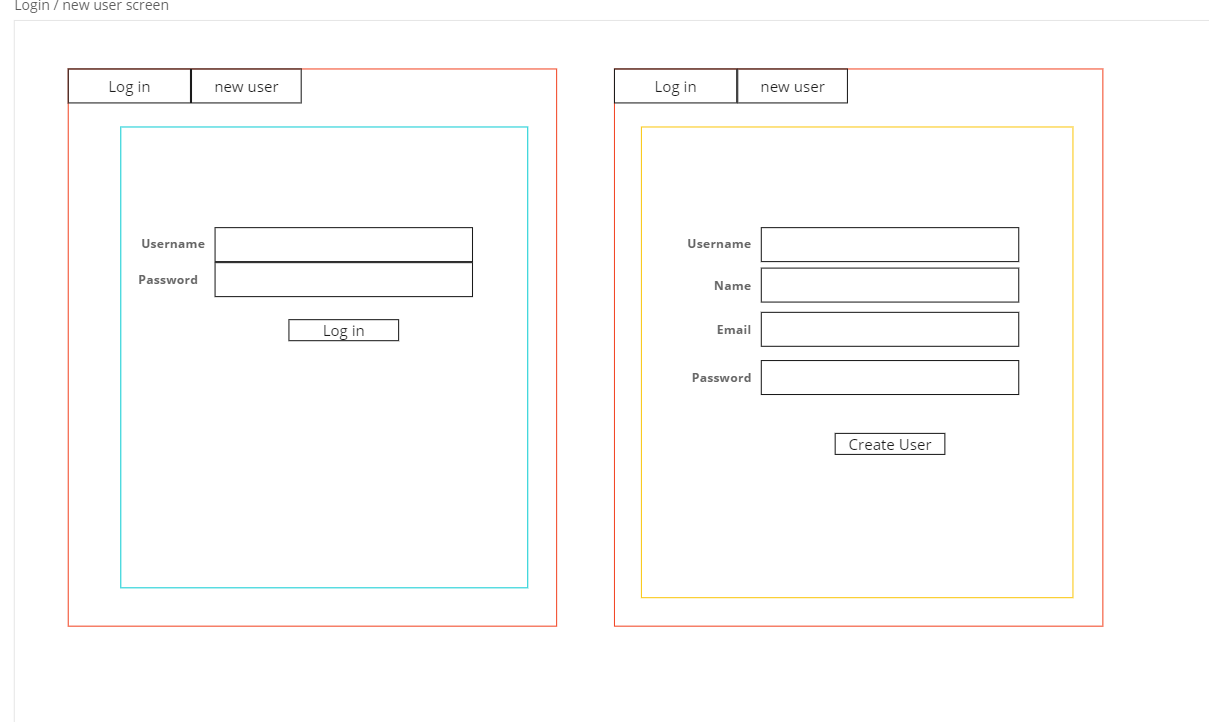 Login / new user screen
Log in
new user
Username
Password
Log in
Log in
new user
Username
Name
Email
Password
Create User